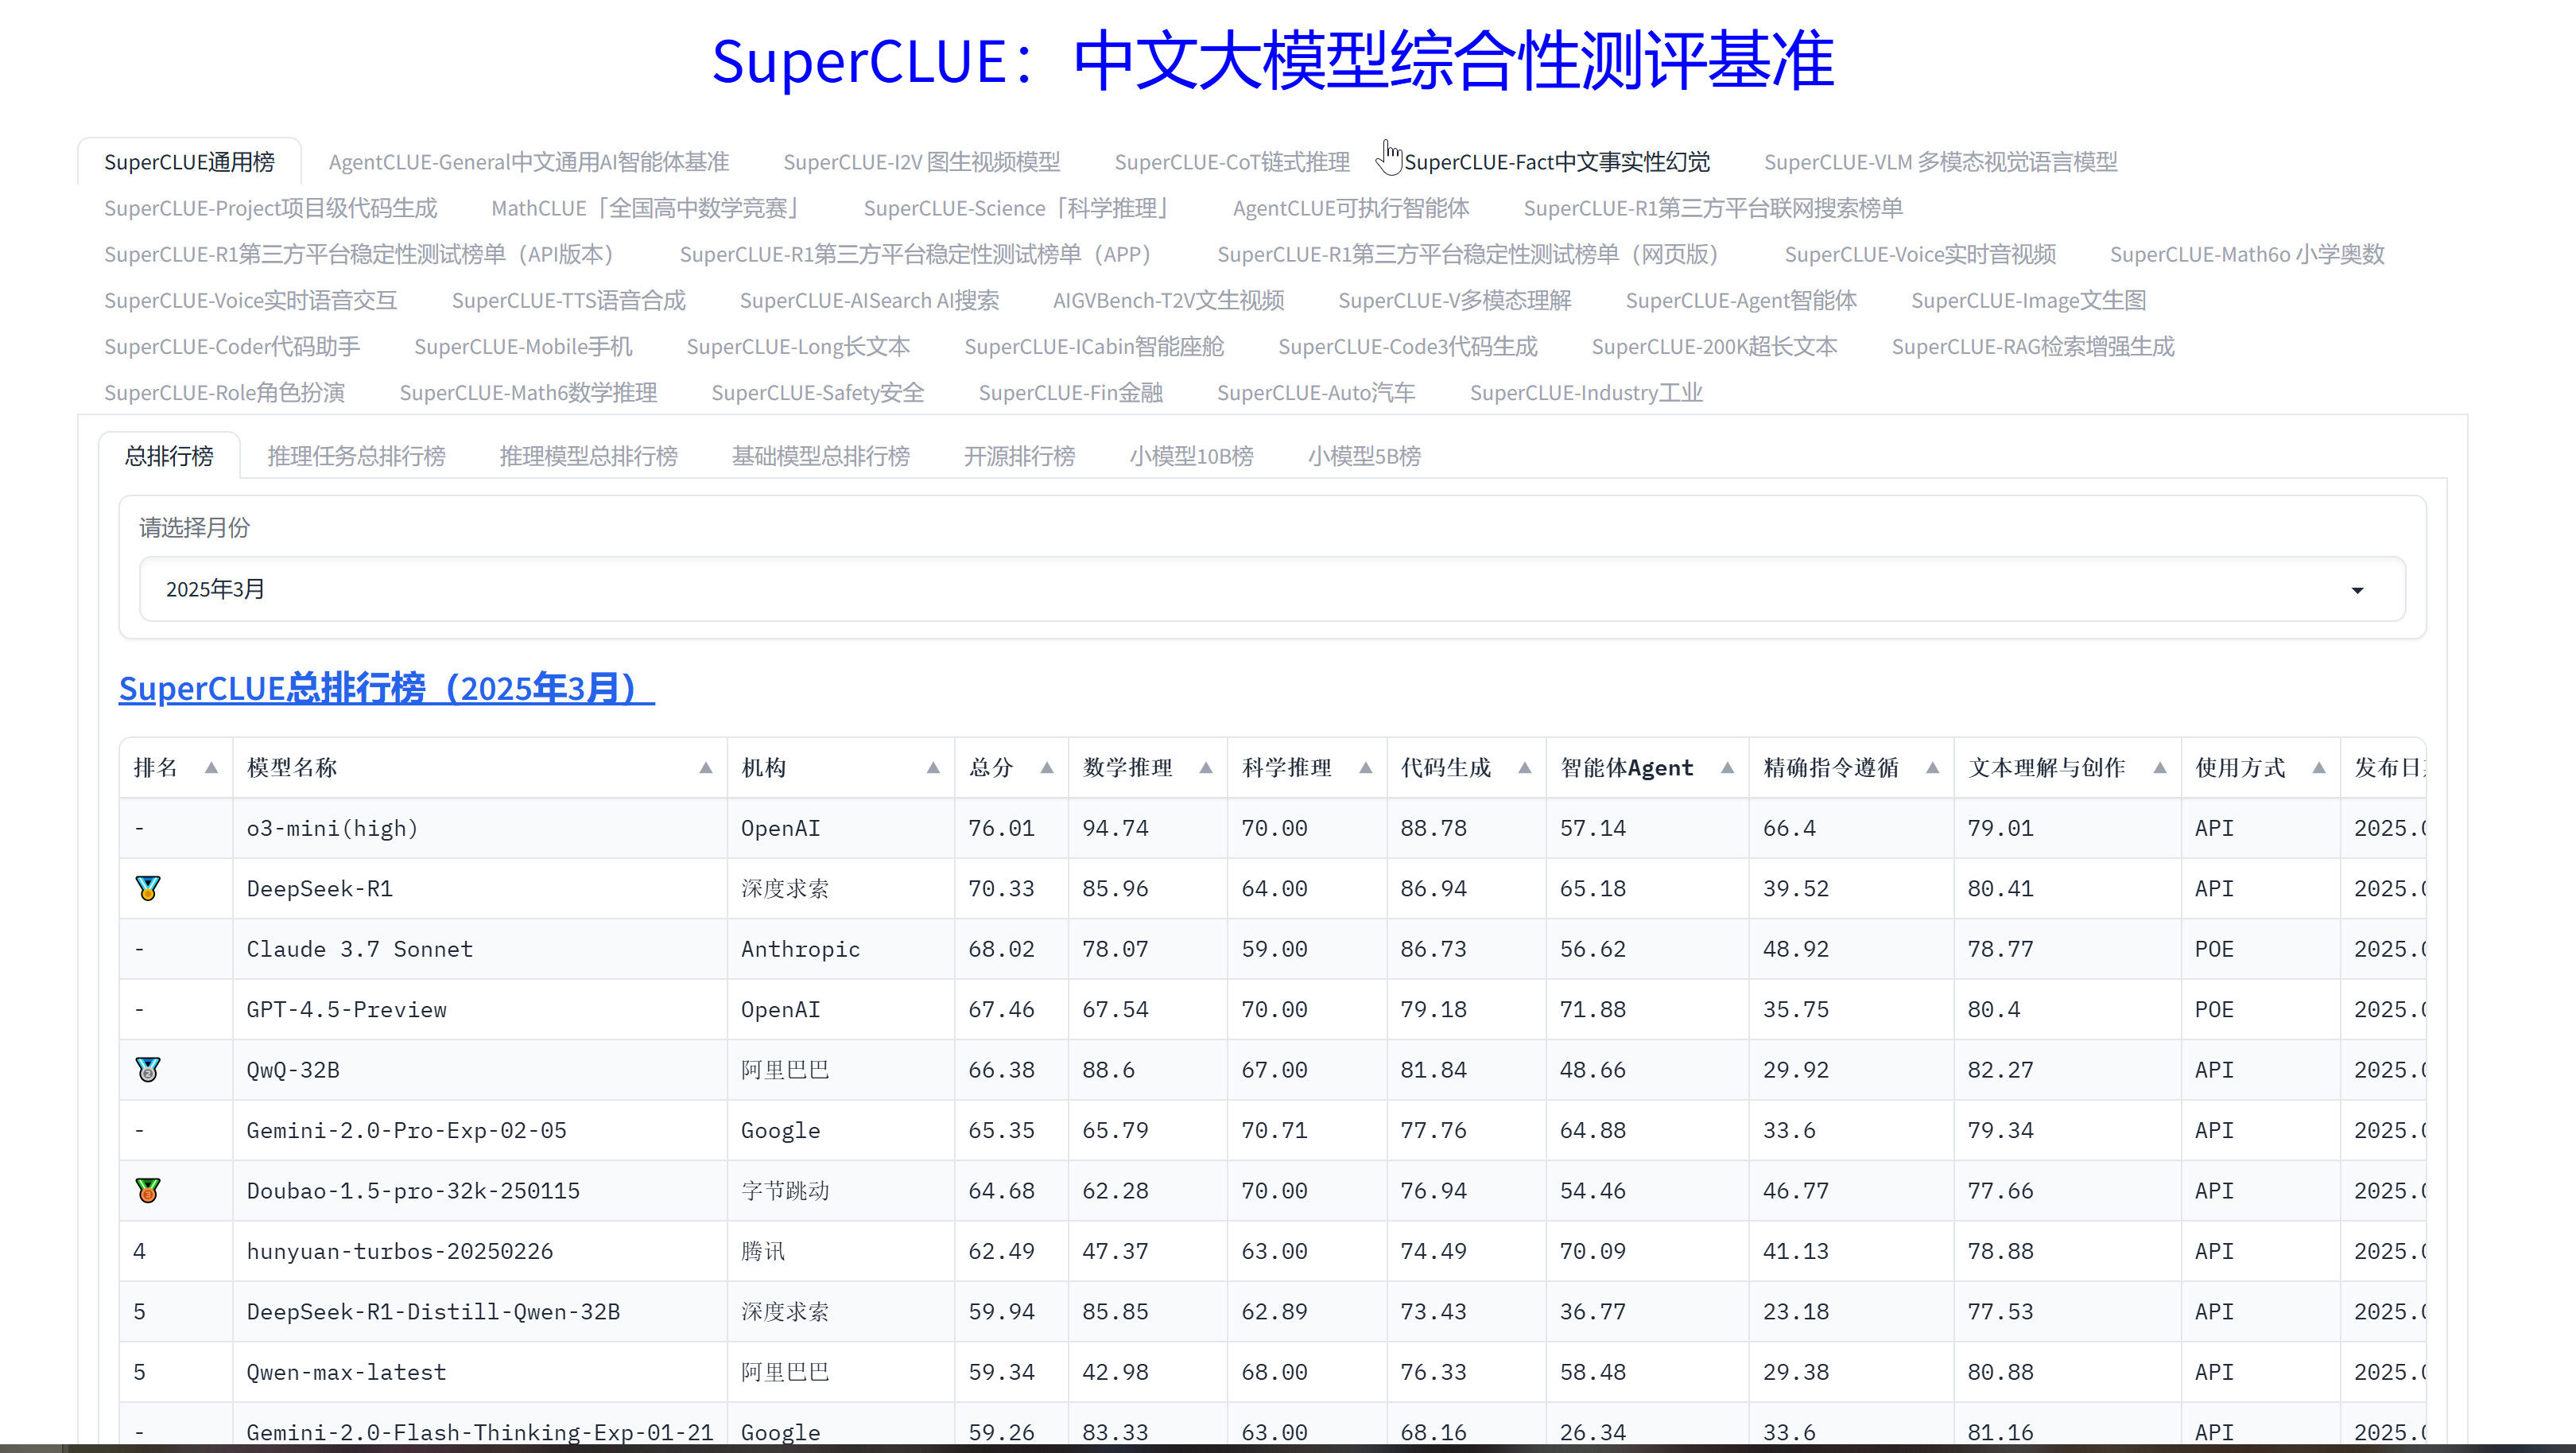 SuperCLUE：中文大模型综合性测评基准
SuperCLUE通用榜 AgentCLUE-General中文通用AI智能体基准 SuperCLUE-I2V 图生视频模型 SuperCLUE-CoT链式推理 SuperCLUE-Fact中文事实性幻觉 SuperCLUE-VLM 多模态视觉语言模型
SuperCLUE-Project项目级代码生成 MathCLUE「全国高中数学竞赛」 SuperCLUE-Science「科学推理」 AgentCLUE可执行智能体 SuperCLUE-R1第三方平台联网搜索榜单
SuperCLUE-R1第三方平台稳定性测试榜单（API版本） SuperCLUE-R1第三方平台稳定性测试榜单（APP） SuperCLUE-R1第三方平台稳定性测试榜单（网页版） SuperCLUE-Voice实时音视频 SuperCLUE-Math6o 小学奥数
SuperCLUE-Voice实时语音交互 SuperCLUE-TTS语音合成 SuperCLUE-AISearch AI搜索 AIGVBench-T2V文生视频 SuperCLUE-V多模态理解 SuperCLUE-Agent智能体 SuperCLUE-Image文生图
SuperCLUE-Coder代码助手 SuperCLUE-Mobile手机 SuperCLUE-Long长文本 SuperCLUE-ICabin智能座舱 SuperCLUE-Code3代码生成 SuperCLUE-200K超长文本 SuperCLUE-RAG检索增强生成
SuperCLUE-Role角色扮演 SuperCLUE-Math6数学推理 SuperCLUE-Safety安全 SuperCLUE-Fin金融 SuperCLUE-Auto汽车 SuperCLUE-Industry工业
总排行榜 推理任务总排行榜 推理模型总排行榜 基础模型总排行榜 开源排行榜 小模型10B榜 小模型5B榜
请选择月份
2025年3月
SuperCLUE总排行榜（2025年3月）
排名 模型名称 机构 总分 数学推理 科学推理 代码生成 智能体Agent 精确指令遵循 文本理解与创作 使用方式 发布日
- o3-mini(high) OpenAI 76.01 94.74 70.00 88.78 57.14 66.4 79.01 API 2025.0
DeepSeek-R1 深度求索 70.33 85.96 64.00 86.94 65.18 39.52 80.41 API 2025.0
- Claude 3.7 Sonnet Anthropic 68.02 78.07 59.00 86.73 56.62 48.92 78.77 POE 2025.0
- GPT-4.5-Preview OpenAI 67.46 67.54 70.00 79.18 71.88 35.75 80.4 POE 2025.0
QwQ-32B 阿里巴巴 66.38 88.6 67.00 81.84 48.66 29.92 82.27 API 2025.0
- Gemini-2.0-Pro-Exp-02-05 Google 65.35 65.79 70.71 77.76 64.88 33.6 79.34 API 2025.0
Doubao-1.5-pro-32k-250115 字节跳动 64.68 62.28 70.00 76.94 54.46 46.77 77.66 API 2025.0
4 hunyuan-turbos-20250226 腾讯 62.49 47.37 63.00 74.49 70.09 41.13 78.88 API 2025.0
5 DeepSeek-R1-Distill-Qwen-32B 深度求索 59.94 85.85 62.89 73.43 36.77 23.18 77.53 API 2025.0
5 Qwen-max-latest 阿里巴巴 59.34 42.98 68.00 76.33 58.48 29.38 80.88 API 2025.0
- Gemini-2.0-Flash-Thinking-Exp-01-21 Google 59.26 83.33 63.00 68.16 26.34 33.6 81.16 API 2025.0